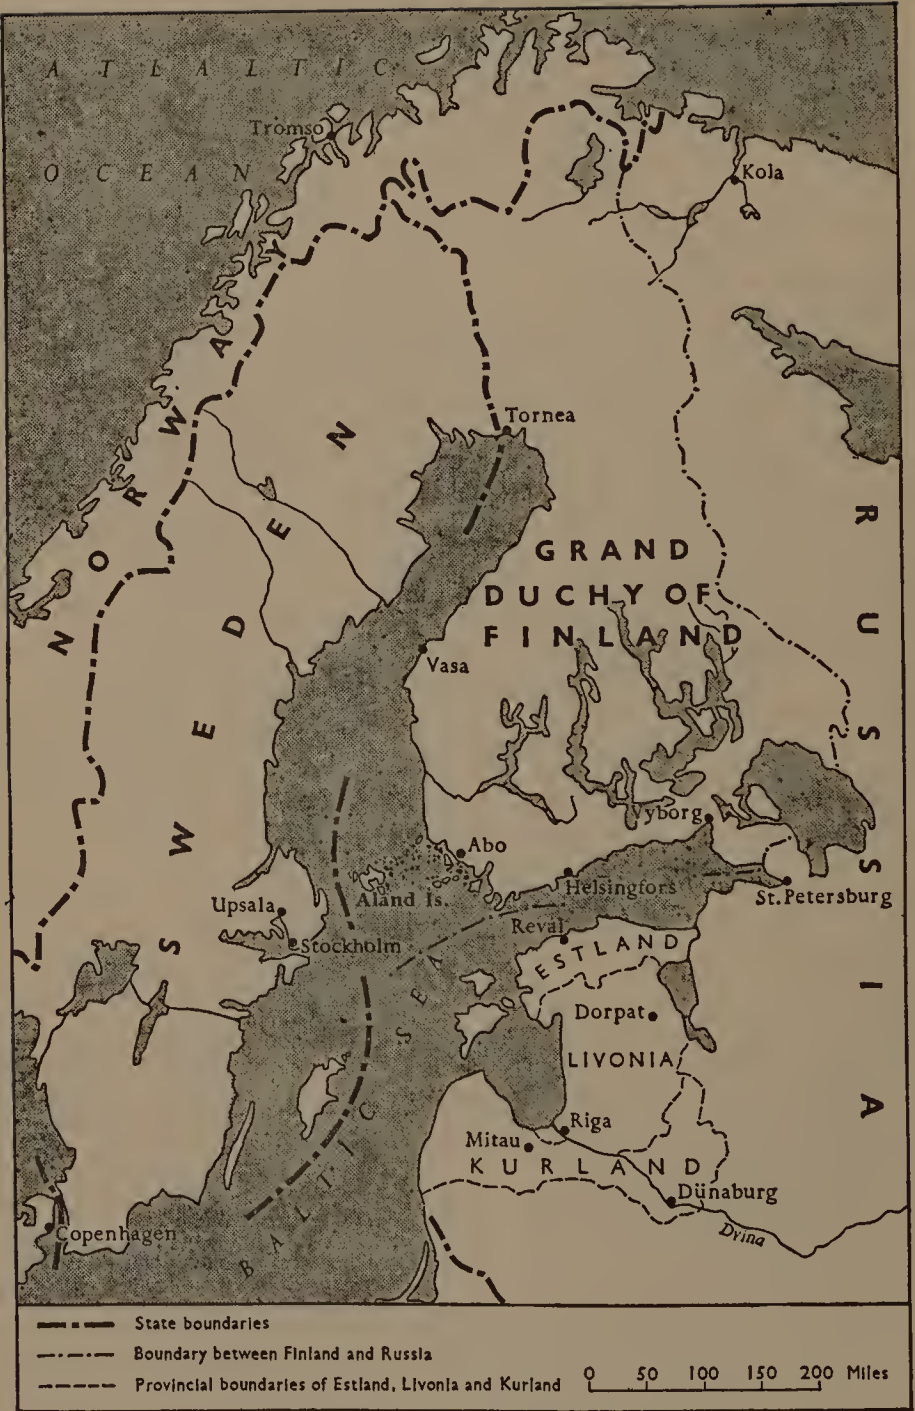 ATLALTIC
OCEAN
Tromso
Kola
NORWAY
SWEDEN
Tornea
GRAND
DUCHY OF
FINLAND
RUSSIA
Vasa
Vyborg
Abo
Helsingfors
St. Petersburg
Åland Is.
Upsala
Stockholm
Reval
ESTLAND
BALTIC SEA
Dorpat
LIVONIA
Riga
Mitau
KURLAND
Dünaburg
Copenhagen
Dvina
State boundaries
Boundary between Finland and Russia
Provincial boundaries of Estland, Livonia and Kurland
0 50 100 150 200 Miles